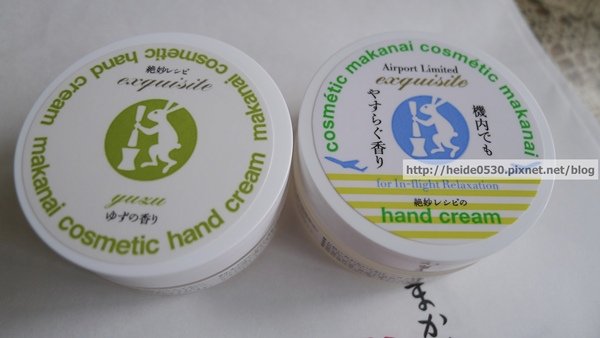 makanai cosmetic hand cream makanai cosmetic hand cream
絶妙レシピ
exquisite
yuzu
ゆずの香り
cosmétic makanai cosmétic makanai
Airport Limited
exquisite
機内でも
やすらぐ香り
for In-flight Relaxation
絶妙レシピの
hand cream
http://heide0530.pixnet.net/blog
まか